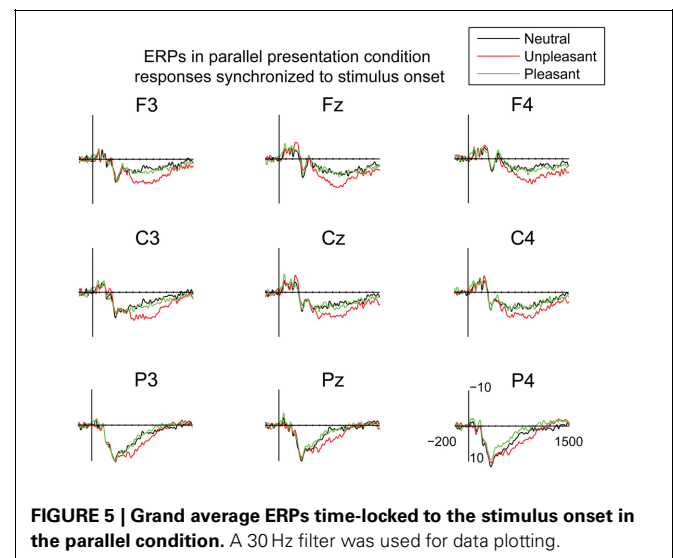 ERPs in parallel presentation condition
responses synchronized to stimulus onset
Neutral
Unpleasant
Pleasant
F3 Fz F4
C3 Cz C4
P3 Pz P4
−10
−200 1500
10
FIGURE 5 | Grand average ERPs time-locked to the stimulus onset in
the parallel condition. A 30 Hz filter was used for data plotting.